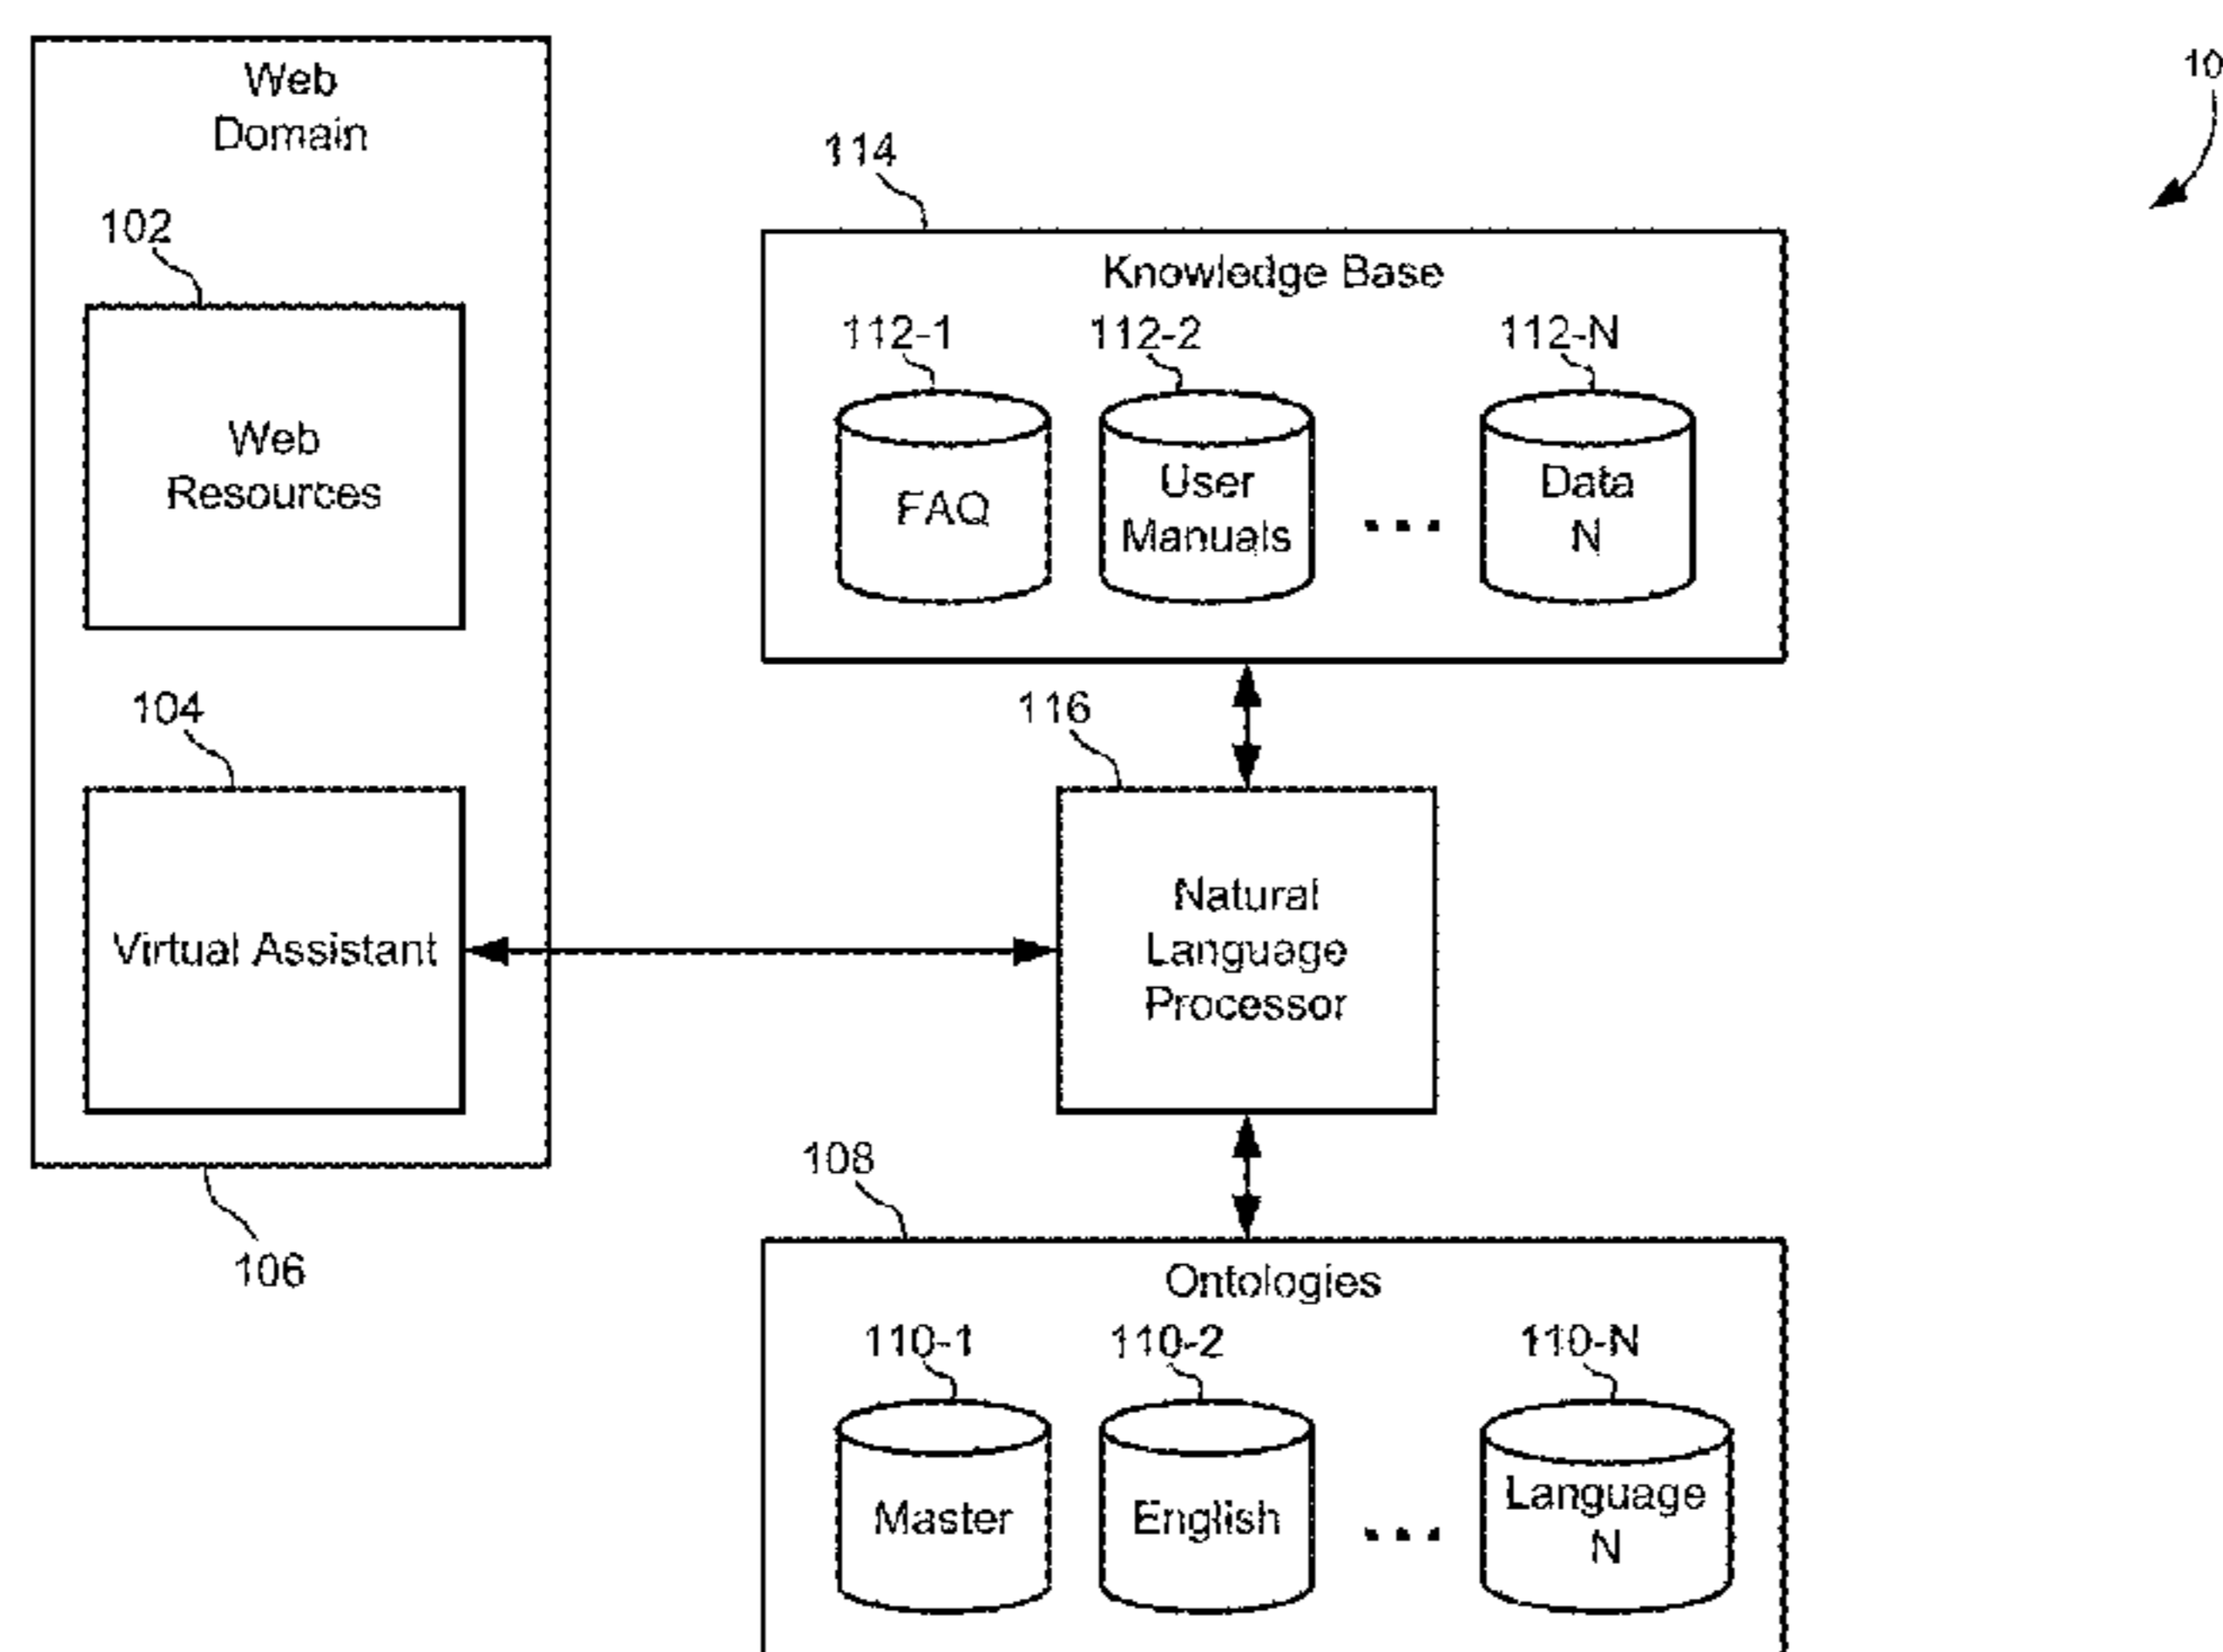 Web
Domain
10
114
102
Knowledge Base
112-1
112-2
112-N
Web
Resources
FAQ
User
Manuals
...
Data
N
104
116
Virtual Assistant
Natural
Language
Processor
108
106
Ontologies
110-1
110-2
110-N
Master
English
...
Language
N